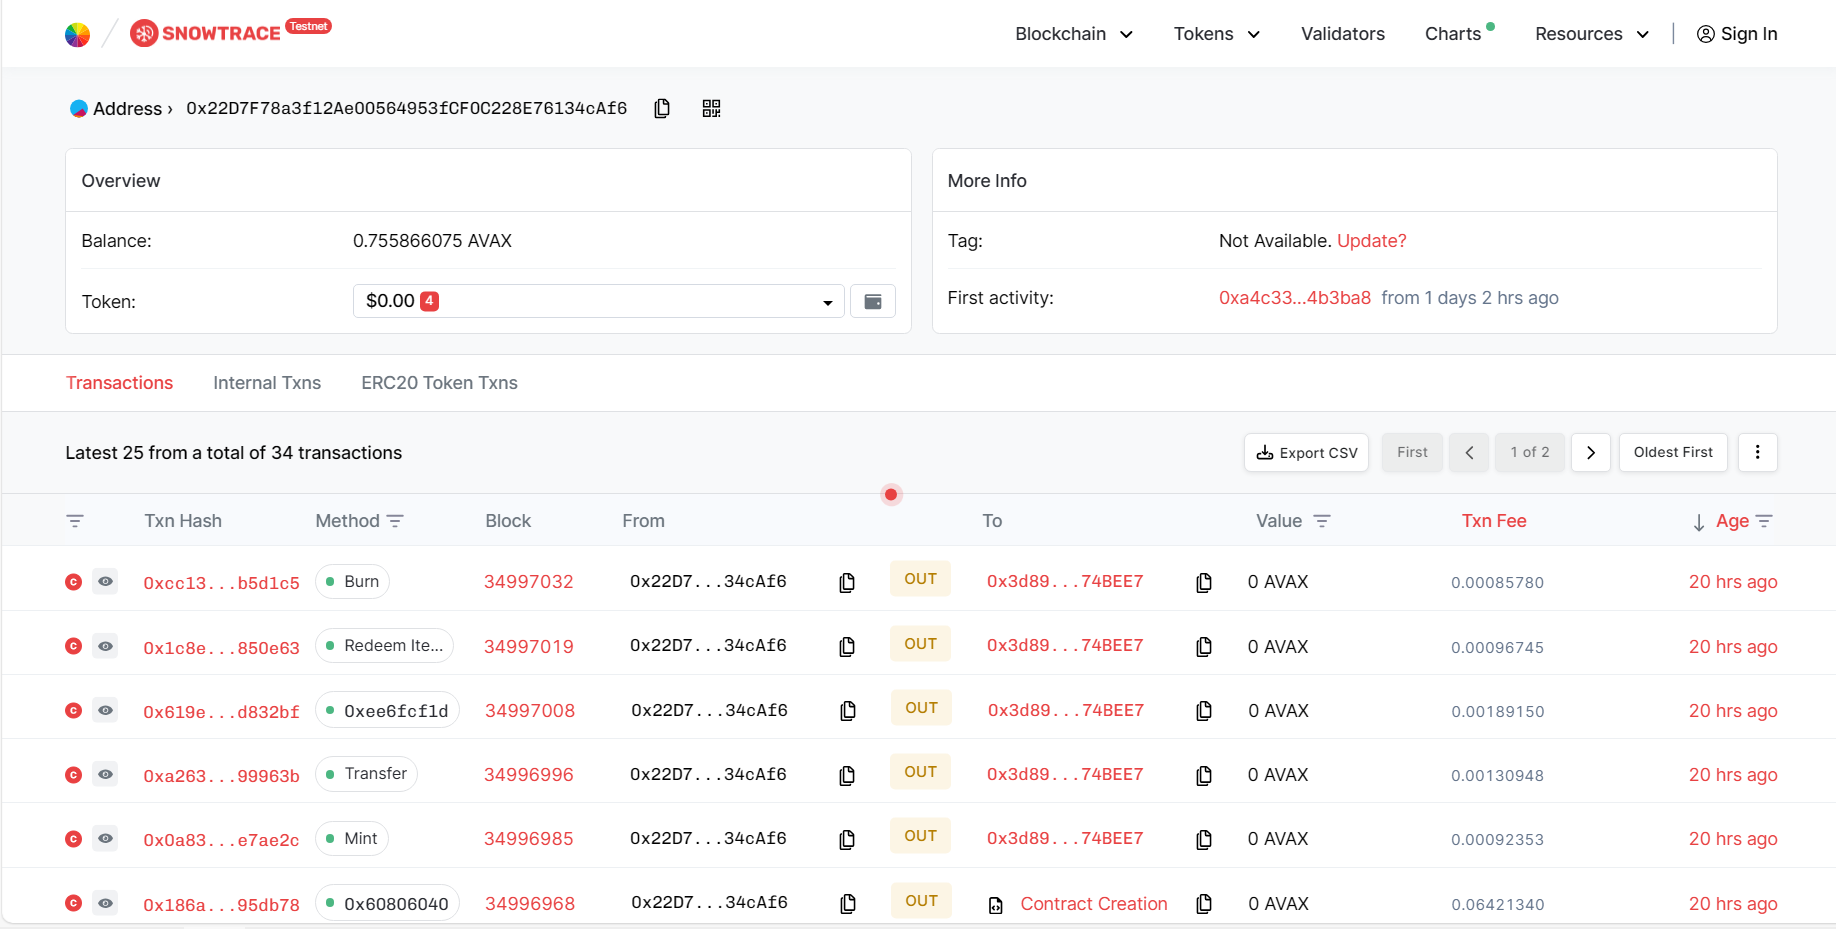 SNOWTRACE Testnet Blockchain Tokens Validators Charts Resources Sign In
Address › 0x22D7F78a3f12Ae00564953fCF0C228E76134cAf6
Overview
Balance: 0.755866075 AVAX
Token: $0.00 4
More Info
Tag: Not Available. Update?
First activity: 0xa4c33...4b3ba8 from 1 days 2 hrs ago
Transactions Internal Txns ERC20 Token Txns
Latest 25 from a total of 34 transactions Export CSV First 1 of 2 Oldest First
Txn Hash Method Block From To Value Txn Fee Age
0xcc13...b5d1c5 Burn 34997032 0x22D7...34cAf6 OUT 0x3d89...74BEE7 0 AVAX 0.00085780 20 hrs ago
0x1c8e...850e63 Redeem Ite... 34997019 0x22D7...34cAf6 OUT 0x3d89...74BEE7 0 AVAX 0.00096745 20 hrs ago
0x619e...d832bf 0xee6fcf1d 34997008 0x22D7...34cAf6 OUT 0x3d89...74BEE7 0 AVAX 0.00189150 20 hrs ago
0xa263...99963b Transfer 34996996 0x22D7...34cAf6 OUT 0x3d89...74BEE7 0 AVAX 0.00130948 20 hrs ago
0x0a83...e7ae2c Mint 34996985 0x22D7...34cAf6 OUT 0x3d89...74BEE7 0 AVAX 0.00092353 20 hrs ago
0x186a...95db78 0x60806040 34996968 0x22D7...34cAf6 OUT Contract Creation 0 AVAX 0.06421340 20 hrs ago